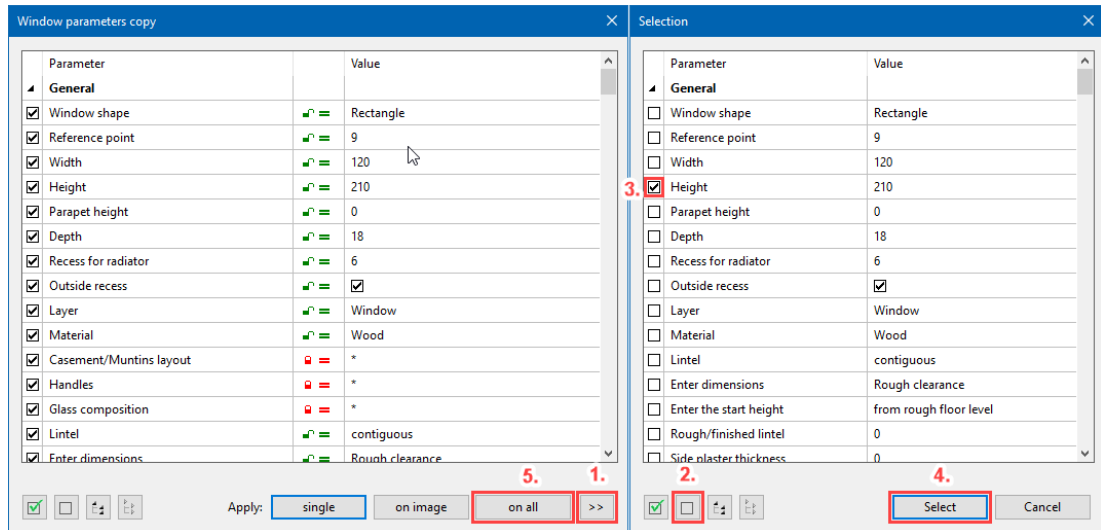 Window parameters copy
Parameter Value
General
Window shape Rectangle
Reference point 9
Width 120
Height 210
Parapet height 0
Depth 18
Recess for radiator 6
Outside recess
Layer Window
Material Wood
Casement/Muntins layout *
Handles *
Glass composition *
Lintel contiguous
Enter dimensions Rough clearance
5. 1.
Apply: single on image on all >>
Selection
Parameter Value
General
Window shape Rectangle
Reference point 9
Width 120
3. Height 210
Parapet height 0
Depth 18
Recess for radiator 6
Outside recess
Layer Window
Material Wood
Lintel contiguous
Enter dimensions Rough clearance
Enter the start height from rough floor level
Rough/finished lintel 0
Side plaster thickness 0
2. 4.
Select Cancel